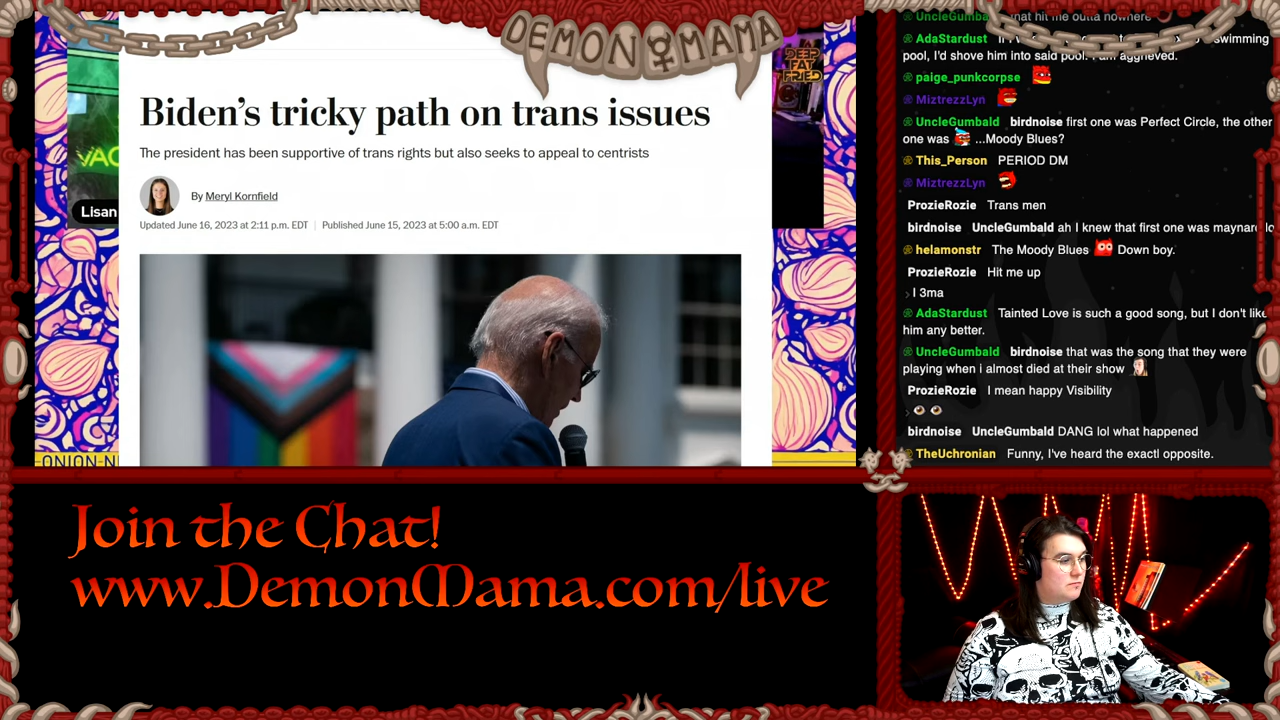 DEMON MAMA
Biden's tricky path on trans issues
The president has been supportive of trans rights but also seeks to appeal to centrists
By Meryl Kornfield
Updated June 16, 2023 at 2:11 p.m. EDT | Published June 15, 2023 at 5:00 a.m. EDT
Lisan
DEEP
FAT
FRIED
ONION N
Join the Chat!
www.DemonMama.com/live
hit me outta nowhere
AdaStardust
swimming
pool, I'd shove him into said pool. I am aggrieved.
paige_punkcorpse
MiztrezzLyn
UncleGumbald birdnoise first one was Perfect Circle, the other
one was ...Moody Blues?
This_Person PERIOD DM
MiztrezzLyn
ProzieRozie Trans men
birdnoise UncleGumbald ah I knew that first one was maynard lo
helamonstr The Moody Blues Down boy.
ProzieRozie Hit me up
› I 3ma
AdaStardust Tainted Love is such a good song, but I don't like
him any better.
UncleGumbald birdnoise that was the song that they were
playing when i almost died at their show
ProzieRozie I mean happy Visibility
›
birdnoise UncleGumbald DANG lol what happened
TheUchronian Funny, I've heard the exactl opposite.